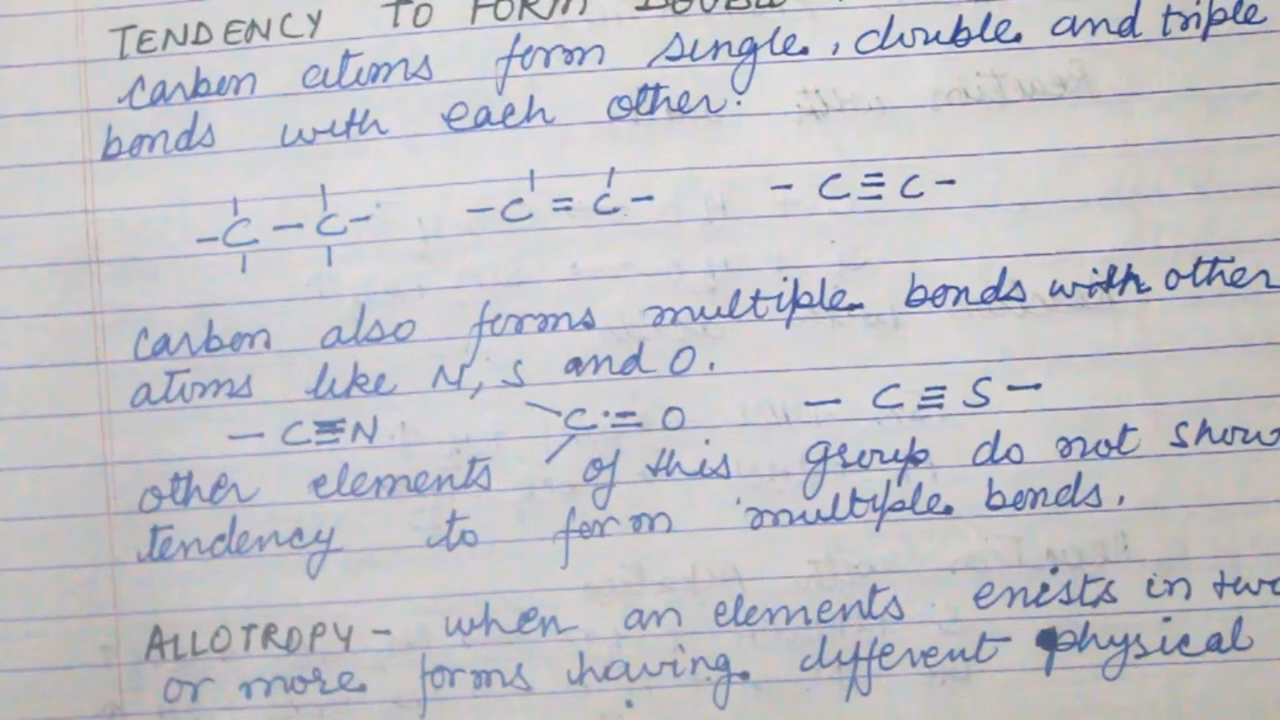 TENDENCY TO FORM DOUBLE
carbon atoms form single, double and triple
bonds with each other.
-C-C- -C=C- -C≡C-
carbon also forms multiple bonds with other
atoms like N, S and O.
-C≡N C=O -C≡S-
other elements of this group do not show
tendency to form multiple bonds.
ALLOTROPY - when an elements exists in two
or more forms having different physical